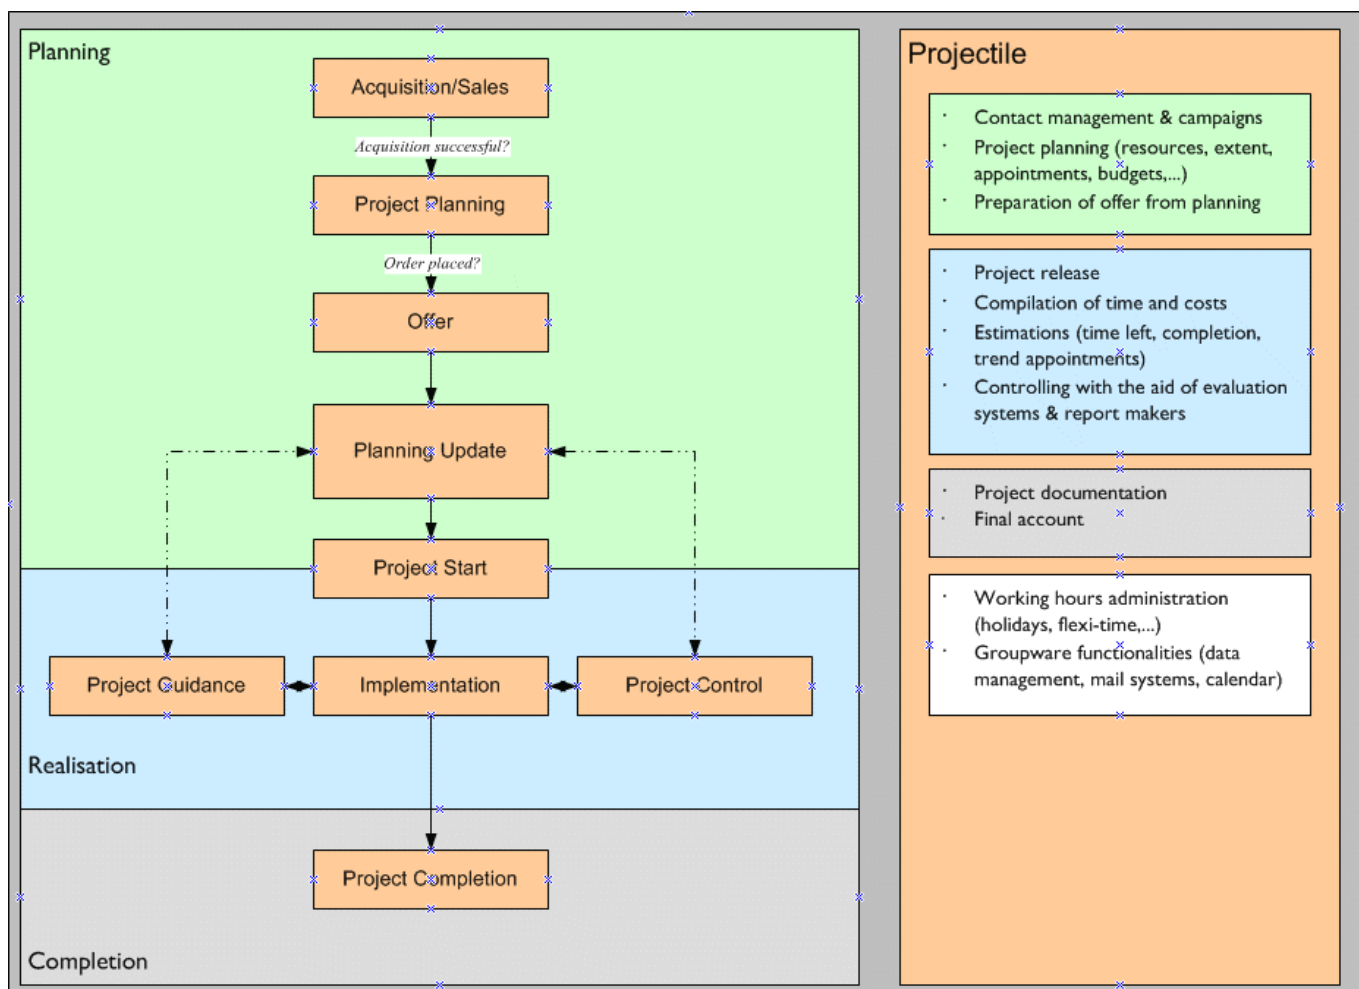 Planning
Acquisition/Sales
Acquisition successful?
Project Planning
Order placed?
Offer
Planning Update
Project Start
Project Guidance
Implementation
Project Control
Realisation
Project Completion
Completion
Projectile
· Contact management & campaigns
· Project planning (resources, extent,
appointments, budgets,...)
· Preparation of offer from planning
· Project release
· Compilation of time and costs
· Estimations (time left, completion,
trend appointments)
· Controlling with the aid of evaluation
systems & report makers
· Project documentation
· Final account
· Working hours administration
(holidays, flexi-time,...)
· Groupware functionalities (data
management, mail systems, calendar)